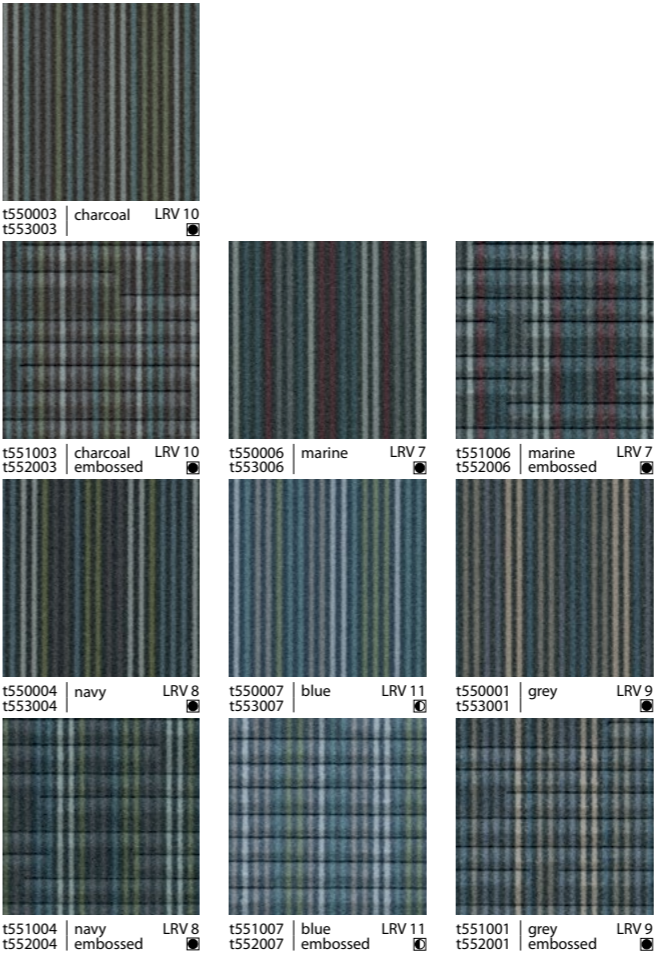 t550003 charcoal LRV 10
t553003
t551003 charcoal LRV 10
t552003 embossed
t550006 marine LRV 7
t553006
t551006 marine LRV 7
t552006 embossed
t550004 navy LRV 8
t553004
t550007 blue LRV 11
t553007
t550001 grey LRV 9
t553001
t551004 navy LRV 8
t552004 embossed
t551007 blue LRV 11
t552007 embossed
t551001 grey LRV 9
t552001 embossed